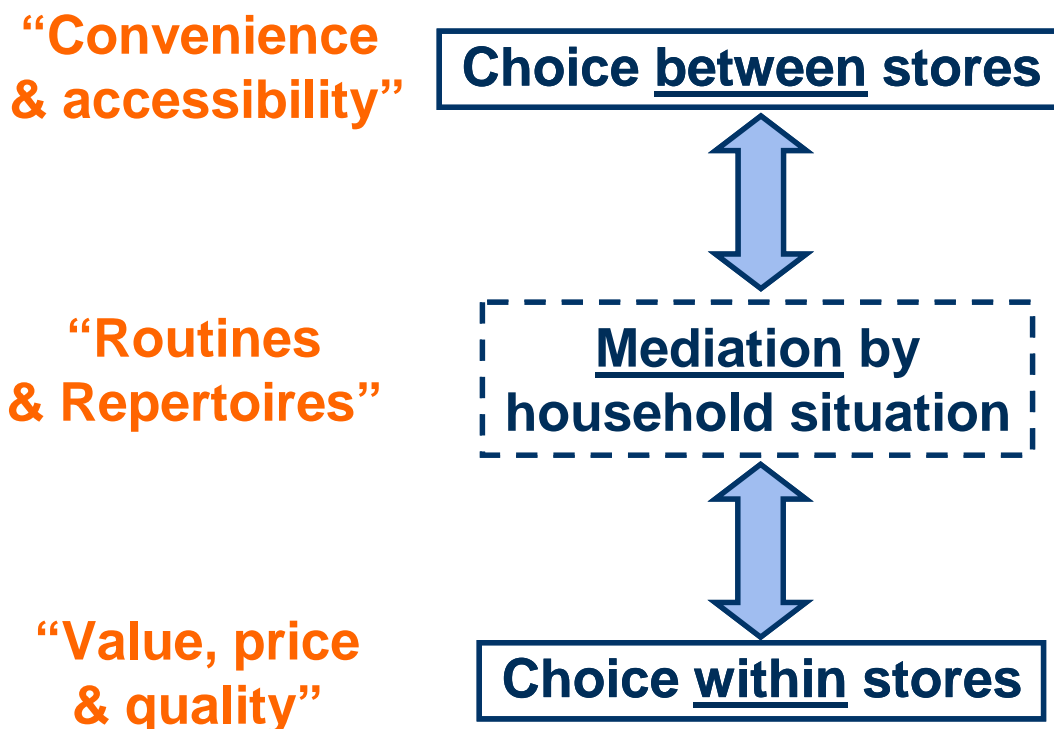 “Convenience
& accessibility”
Choice between stores
“Routines
& Repertoires”
Mediation by
household situation
“Value, price
& quality”
Choice within stores